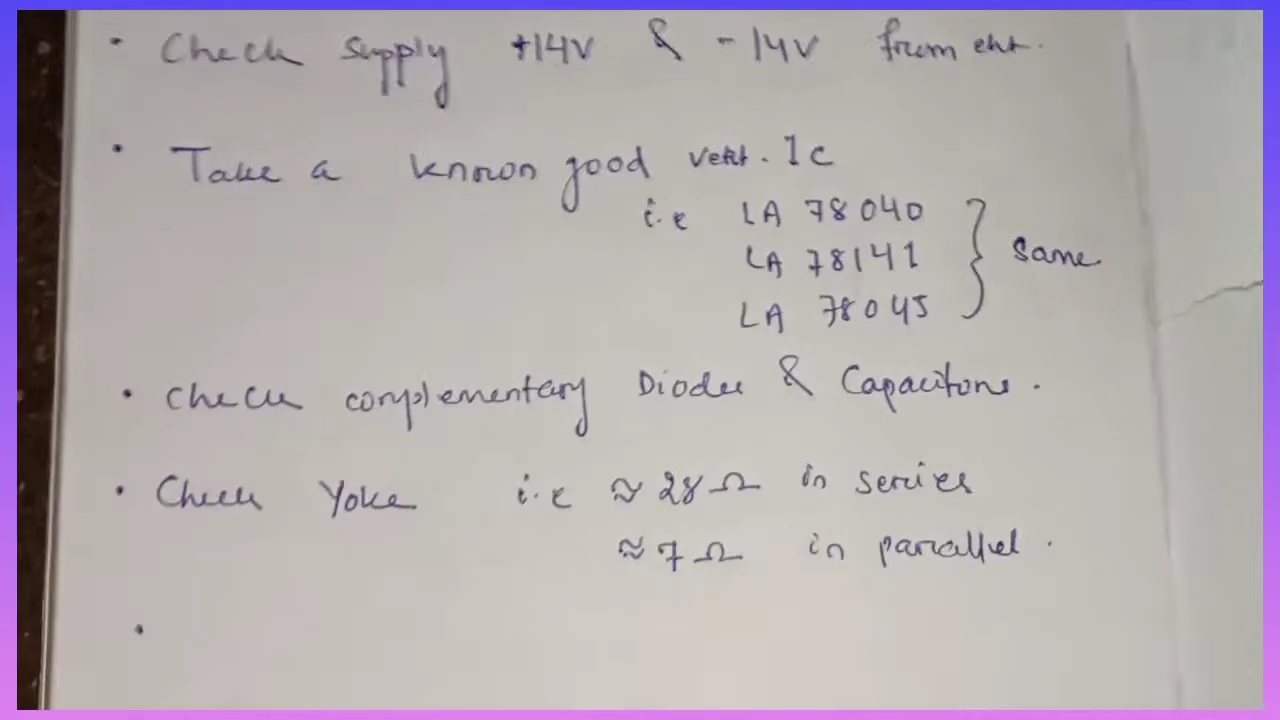 • Check supply +14V & -14V from eht.
• Take a known good vert. Ic
i.e LA 78040
LA 78141 } same
LA 78045
• check complementary Diodes & Capacitors.
• Check Yoke i.e ≈ 28 Ω in series
≈ 7 Ω in parallel.
•